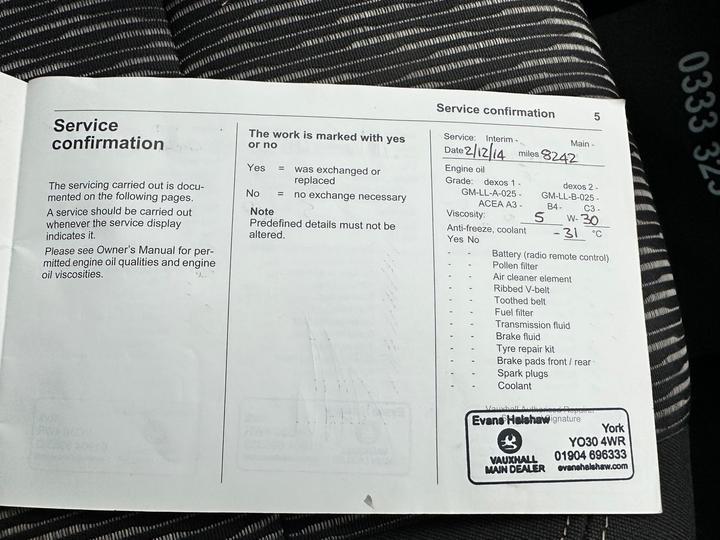 Service confirmation 5
Service
confirmation
The servicing carried out is docu-
mented on the following pages.
A service should be carried out
whenever the service display
indicates it.
Please see Owner's Manual for per-
mitted engine oil qualities and engine
oil viscosities.
The work is marked with yes
or no
Yes = was exchanged or
replaced
No = no exchange necessary
Note
Predefined details must not be
altered.
Service: Interim - Main -
Date 2/12/14 miles 8242
Engine oil
Grade: dexos 1 - dexos 2 -
GM-LL-A-025 - GM-LL-B-025 -
ACEA A3 - B4 - C3 -
Viscosity: 5 W- 30
Anti-freeze, coolant -31 °C
Yes No
- - Battery (radio remote control)
- - Pollen filter
- - Air cleaner element
- - Ribbed V-belt
- - Toothed belt
- - Fuel filter
- - Transmission fluid
- - Brake fluid
- - Tyre repair kit
- - Brake pads front / rear
- - Spark plugs
- - Coolant
Vauxhall Authorised Repairer
Evans Halshaw
York
YO30 4WR
VAUXHALL 01904 696333
MAIN DEALER evanshalshaw.com
0333 323